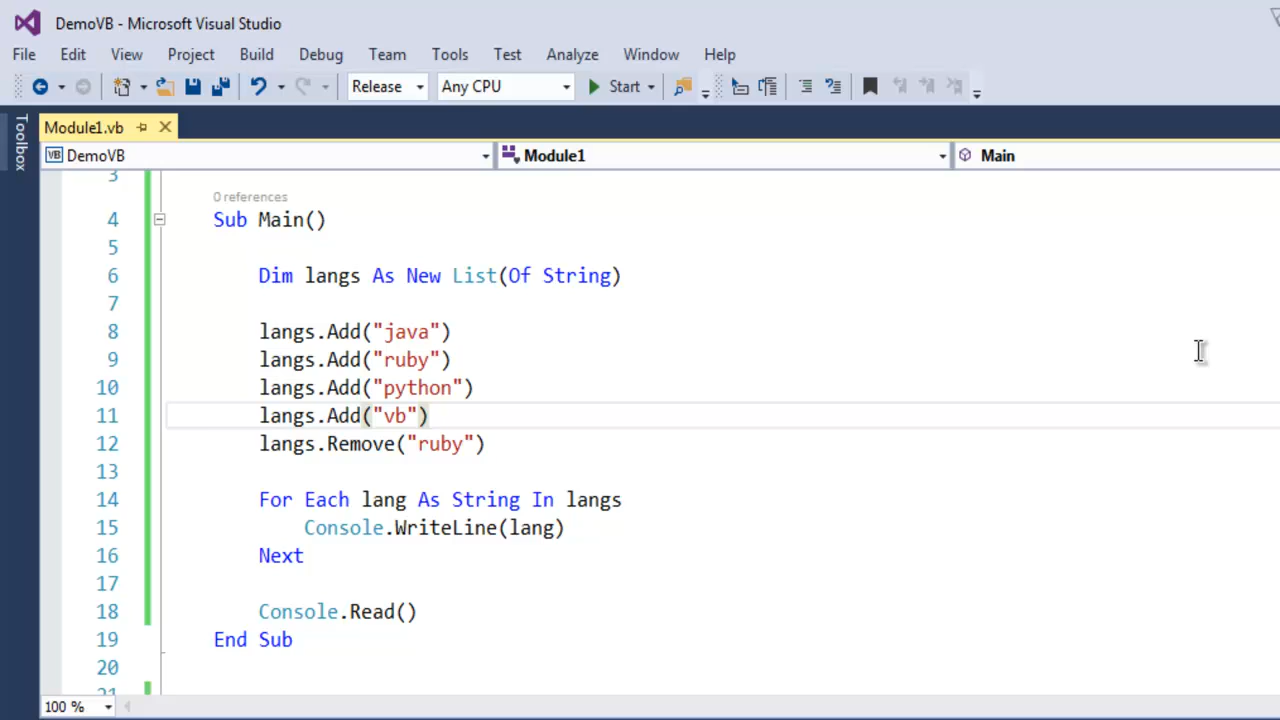 DemoVB - Microsoft Visual Studio
File Edit View Project Build Debug Team Tools Test Analyze Window Help
Release Any CPU Start
Toolbox
Module1.vb
VB DemoVB Module1 Main
3
0 references
4 Sub Main()
5
6 Dim langs As New List(Of String)
7
8 langs.Add("java")
9 langs.Add("ruby")
10 langs.Add("python")
11 langs.Add("vb")
12 langs.Remove("ruby")
13
14 For Each lang As String In langs
15 Console.WriteLine(lang)
16 Next
17
18 Console.Read()
19 End Sub
20
21
100 %